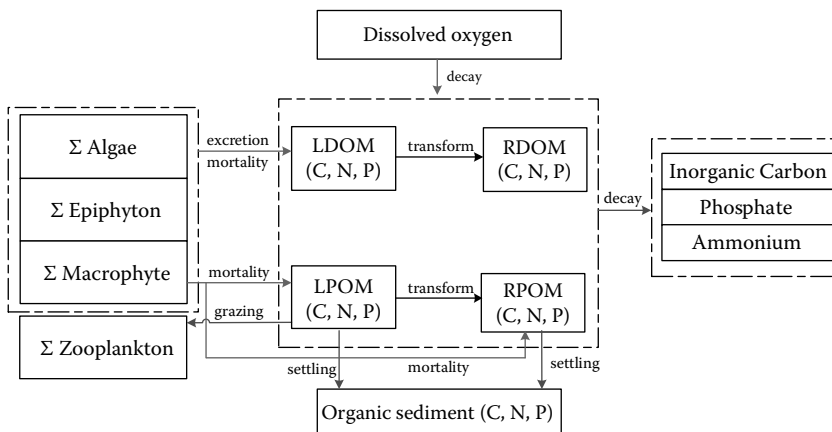 Dissolved oxygen
decay
Σ Algae
excretion
mortality
LDOM
(C, N, P)
transform
RDOM
(C, N, P)
Σ Epiphyton
decay
Inorganic Carbon
Phosphate
Ammonium
Σ Macrophyte
mortality
LPOM
(C, N, P)
transform
RPOM
(C, N, P)
grazing
Σ Zooplankton
settling
mortality
settling
Organic sediment (C, N, P)